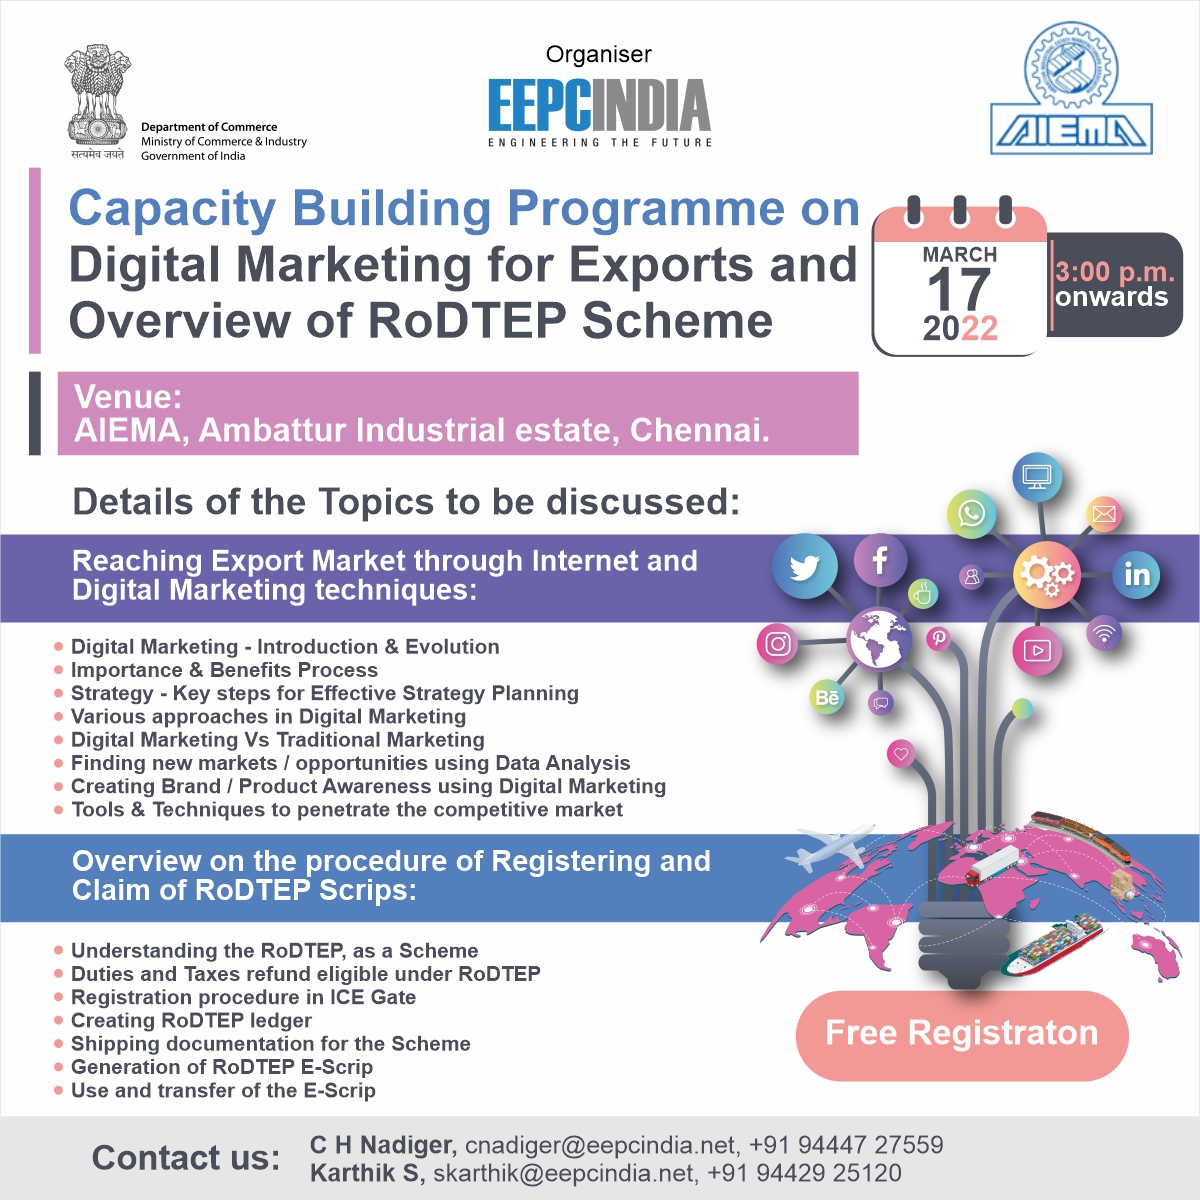 सत्यमेव जयते
Department of Commerce
Ministry of Commerce & Industry
Government of India
Organiser
EEPCINDIA
ENGINEERING THE FUTURE
AIEMA
Capacity Building Programme on
Digital Marketing for Exports and
Overview of RoDTEP Scheme
MARCH
17
2022
3:00 p.m.
onwards
Venue:
AIEMA, Ambattur Industrial estate, Chennai.
Details of the Topics to be discussed:
Reaching Export Market through Internet and
Digital Marketing techniques:
Digital Marketing - Introduction & Evolution
Importance & Benefits Process
Strategy - Key steps for Effective Strategy Planning
Various approaches in Digital Marketing
Digital Marketing Vs Traditional Marketing
Finding new markets / opportunities using Data Analysis
Creating Brand / Product Awareness using Digital Marketing
Tools & Techniques to penetrate the competitive market
f
in
Bē
Overview on the procedure of Registering and
Claim of RoDTEP Scrips:
Understanding the RoDTEP, as a Scheme
Duties and Taxes refund eligible under RoDTEP
Registration procedure in ICE Gate
Creating RoDTEP ledger
Shipping documentation for the Scheme
Generation of RoDTEP E-Scrip
Use and transfer of the E-Scrip
Free Registraton
Contact us:
C H Nadiger, cnadiger@eepcindia.net, +91 94447 27559
Karthik S, skarthik@eepcindia.net, +91 94429 25120